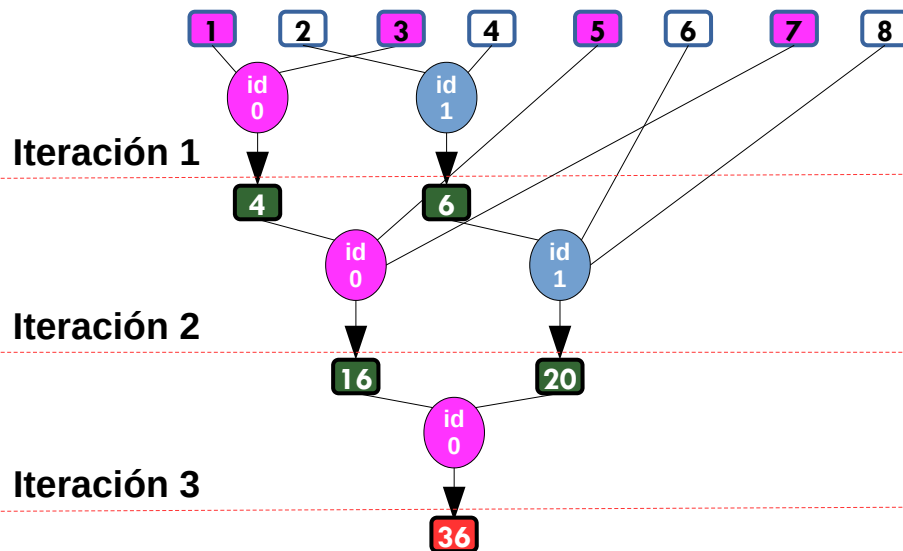 1 2 3 4 5 6 7 8
id
0
id
1
Iteración 1
4 6
id
0
id
1
Iteración 2
16 20
id
0
Iteración 3
36